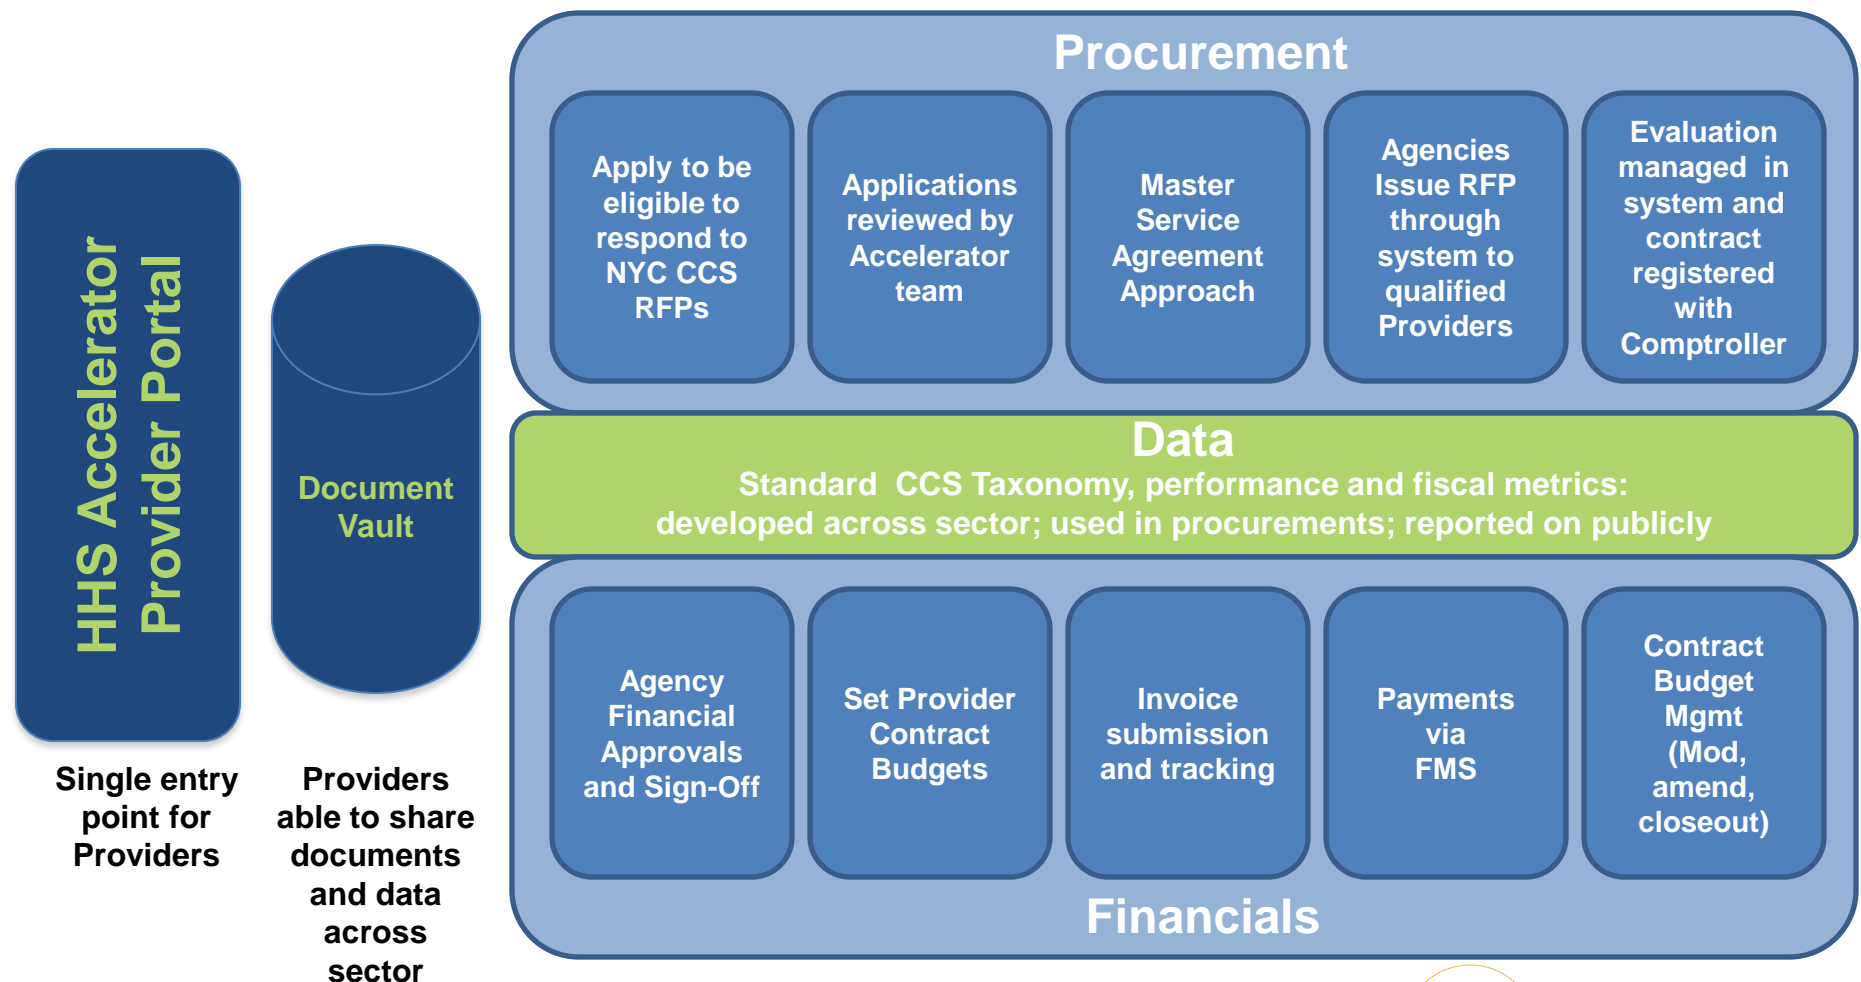 HHS Accelerator
Provider Portal
Single entry
point for
Providers
Document
Vault
Providers
able to share
documents
and data
across
sector
Procurement
Apply to be
eligible to
respond to
NYC CCS
RFPs
Applications
reviewed by
Accelerator
team
Master
Service
Agreement
Approach
Agencies
Issue RFP
through
system to
qualified
Providers
Evaluation
managed  in
system and
contract
registered
with
Comptroller
Data
Standard  CCS Taxonomy, performance and fiscal metrics:
developed across sector; used in procurements; reported on publicly
Agency
Financial
Approvals
and Sign-Off
Set Provider
Contract
Budgets
Invoice
submission
and tracking
Payments
via
FMS
Contract
Budget
Mgmt
(Mod,
amend,
closeout)
Financials